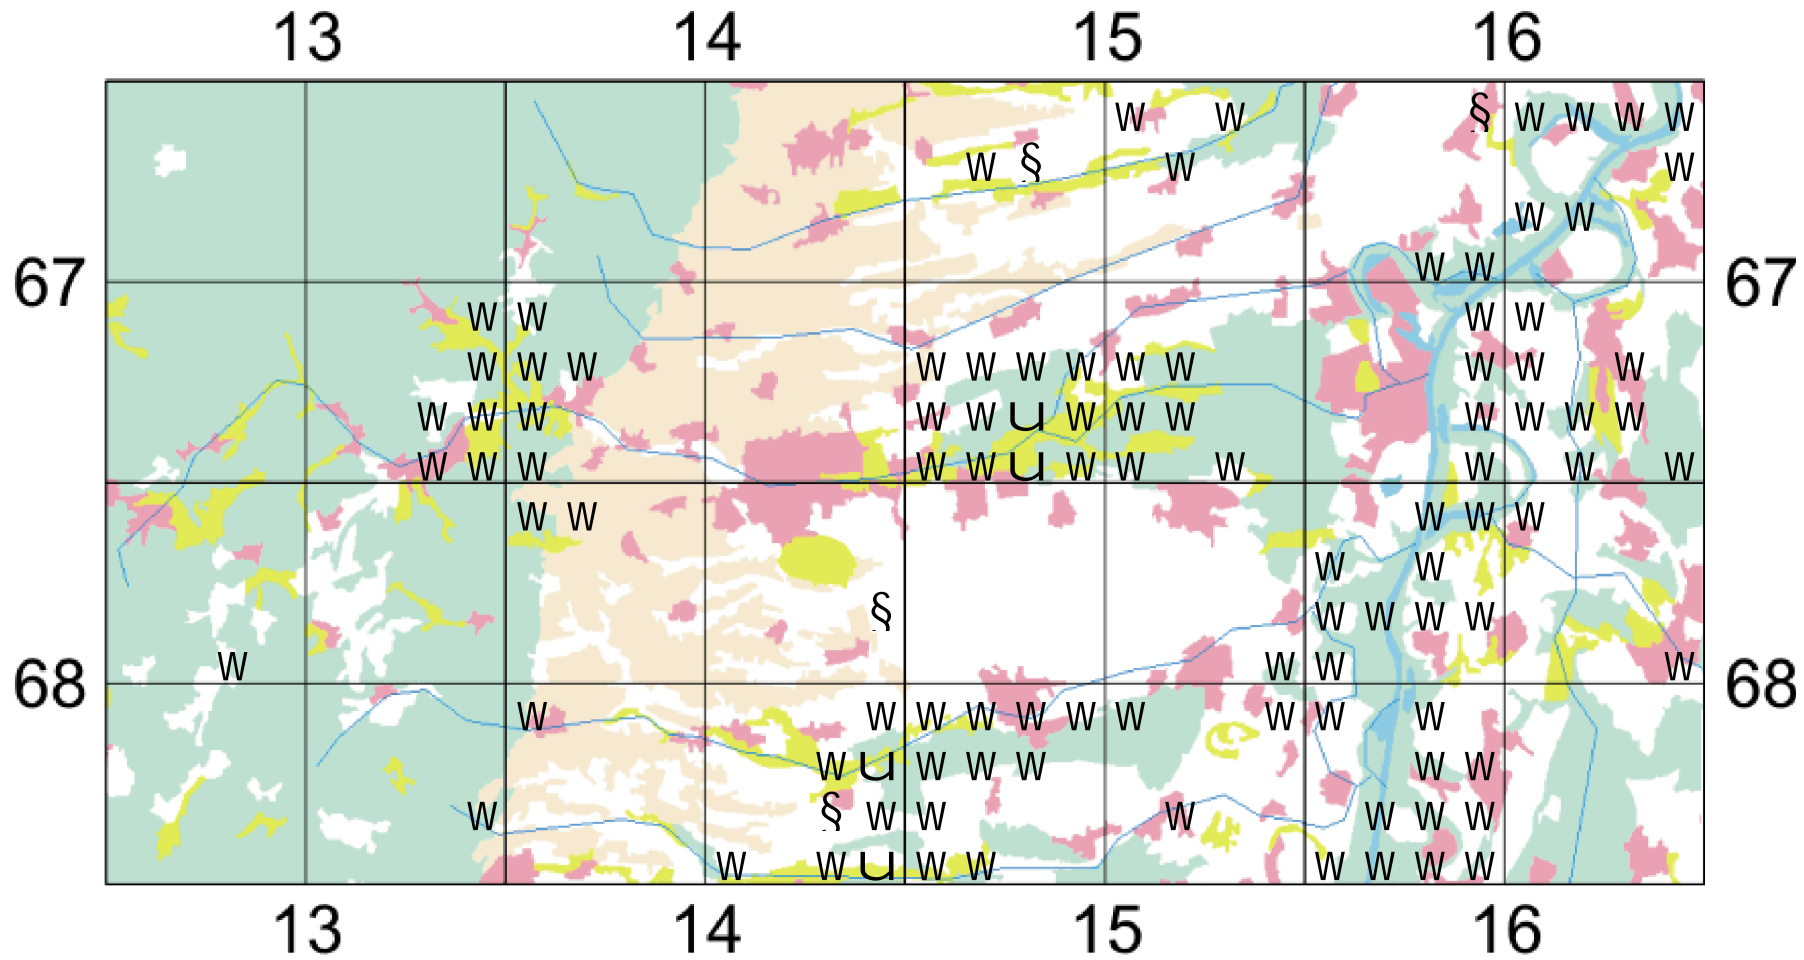 13 14 15 16
W W § W W W W
W § W W
W W
67 W W 67
W W W W
W W W W W W W W W W W W W W
W W W W W u W W W W W W W
W W W W W u W W W W W W
W W W W W
W W
§ W W W W
68 W W W W 68
W W W W W W W W W W
W u W W W W W
W § W W W W W W
W W u W W W W W W
13 14 15 16